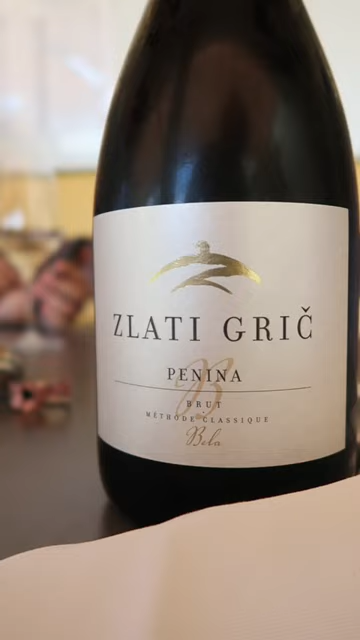 ZLATI GRIČ
PENINA
B
BRUT
MÉTHODE CLASSIQUE
Bela